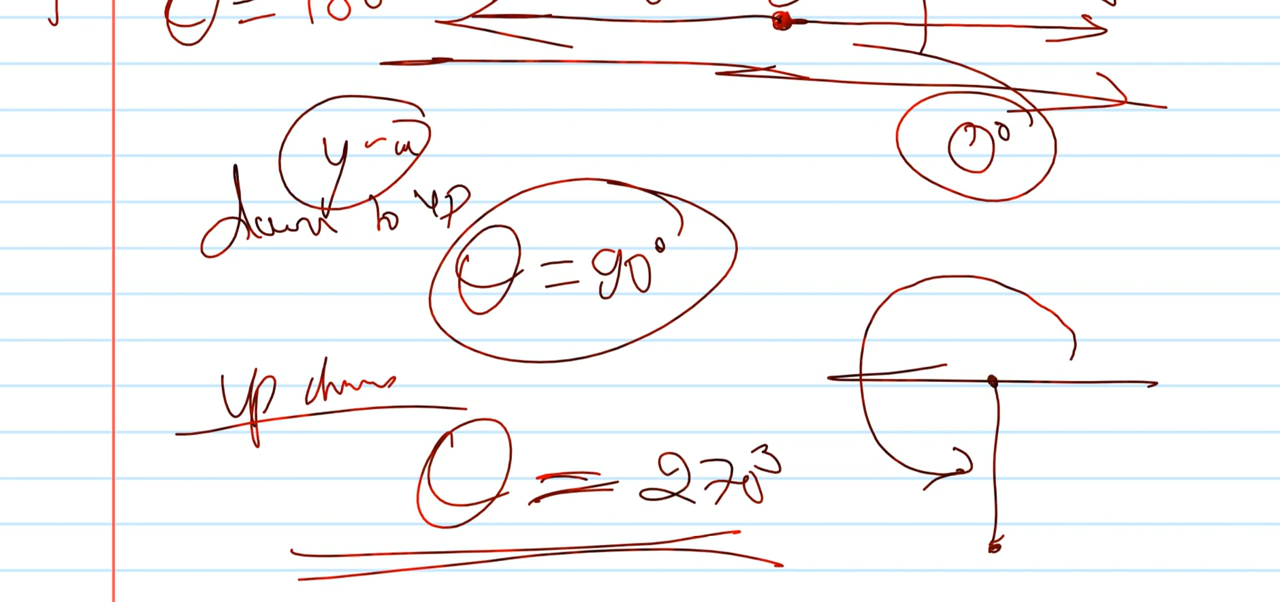 θ = 180
0°
y-a
down to up
θ = 90°
up down
θ = 270°